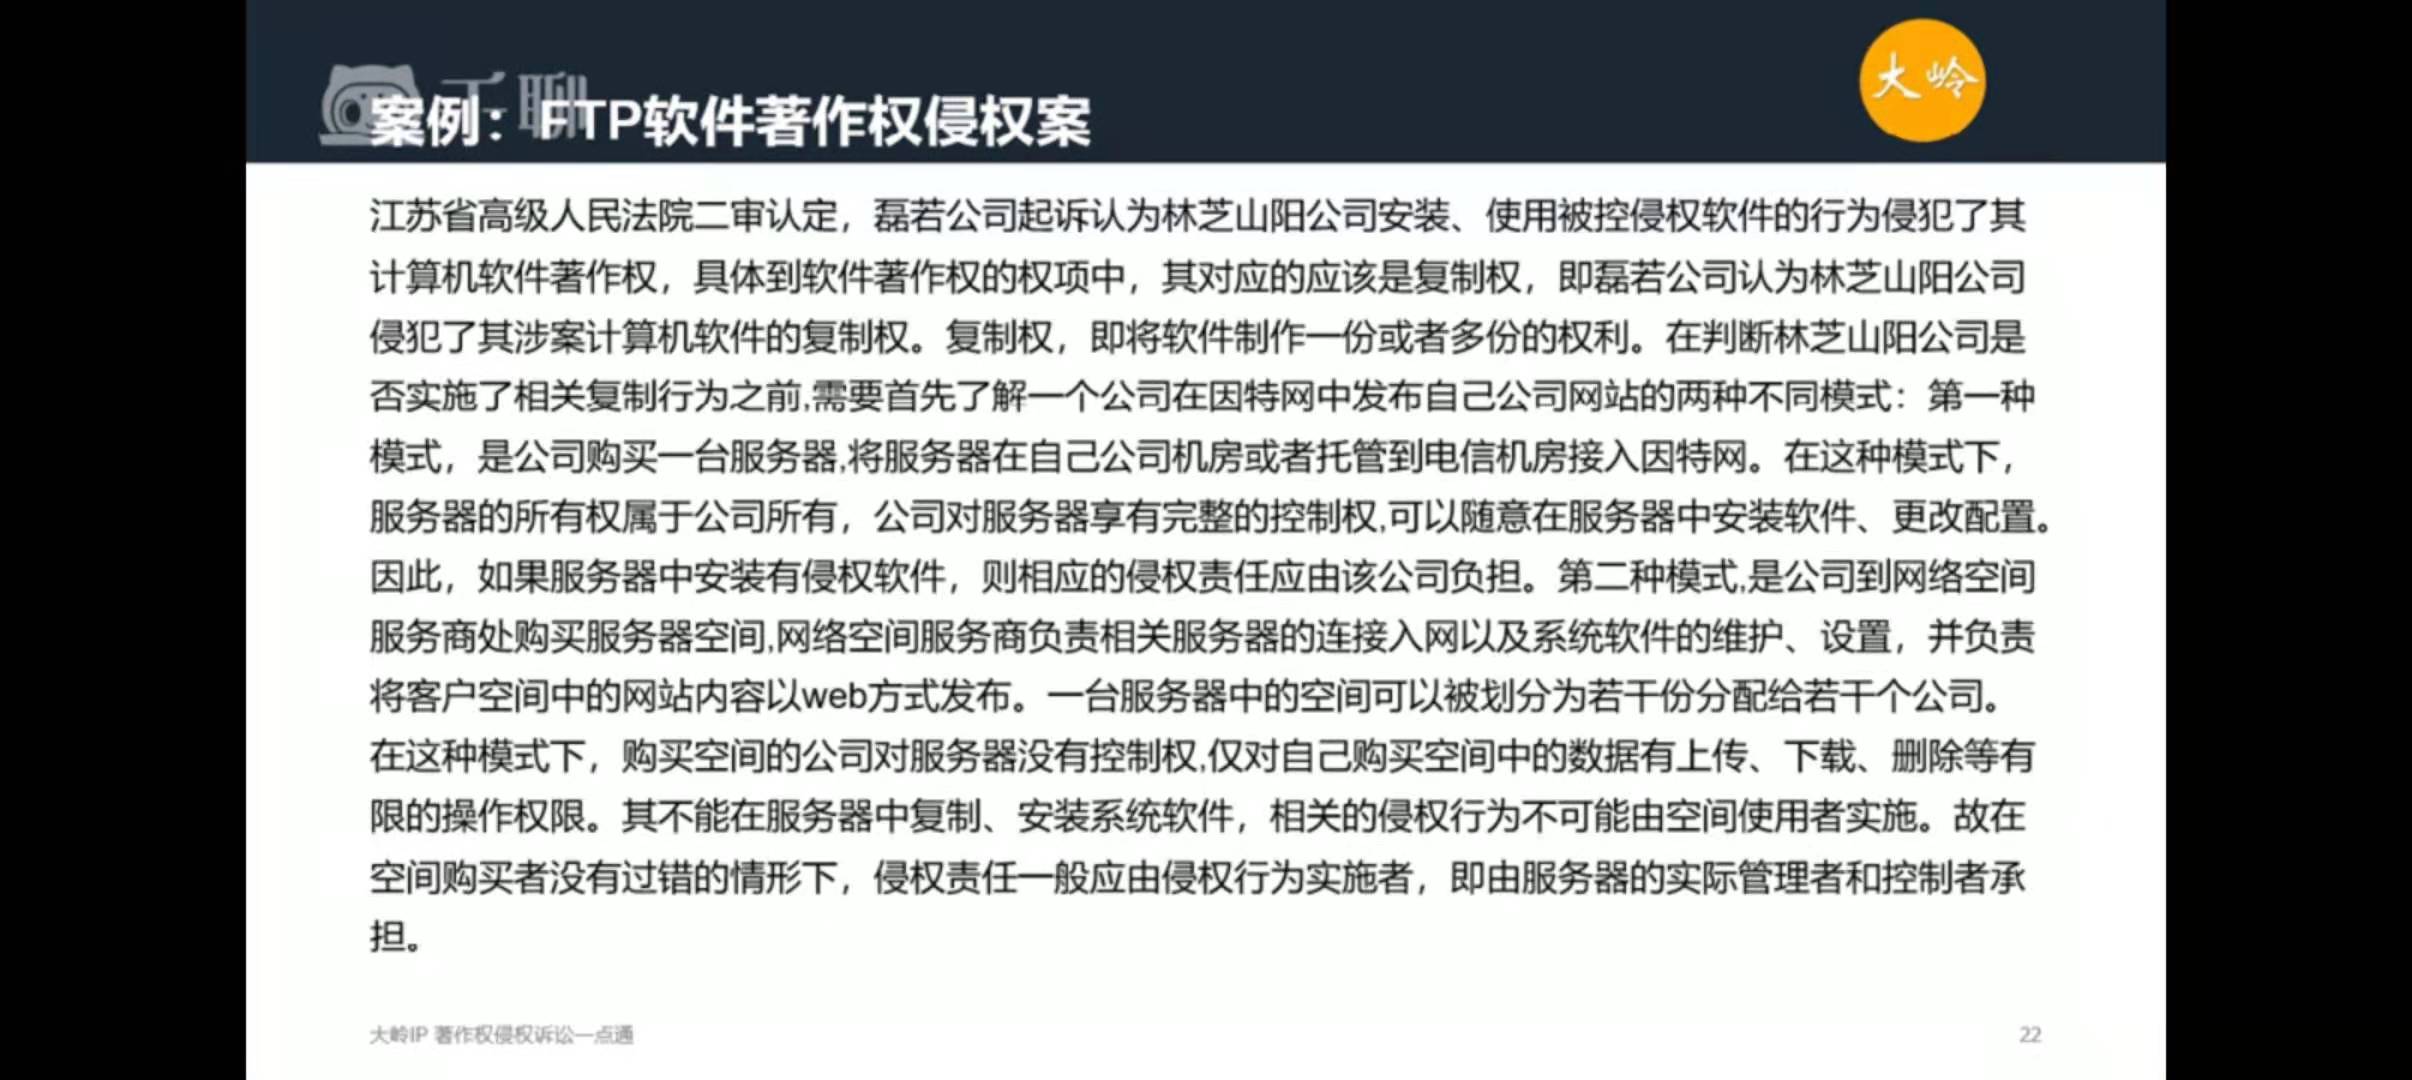 千聊
大岭
案例：FTP软件著作权侵权案
江苏省高级人民法院二审认定，磊若公司起诉认为林芝山阳公司安装、使用被控侵权软件的行为侵犯了其
计算机软件著作权，具体到软件著作权的权项中，其对应的应该是复制权，即磊若公司认为林芝山阳公司
侵犯了其涉案计算机软件的复制权。复制权，即将软件制作一份或者多份的权利。在判断林芝山阳公司是
否实施了相关复制行为之前,需要首先了解一个公司在因特网中发布自己公司网站的两种不同模式：第一种
模式，是公司购买一台服务器,将服务器在自己公司机房或者托管到电信机房接入因特网。在这种模式下，
服务器的所有权属于公司所有，公司对服务器享有完整的控制权,可以随意在服务器中安装软件、更改配置。
因此，如果服务器中安装有侵权软件，则相应的侵权责任应由该公司负担。第二种模式,是公司到网络空间
服务商处购买服务器空间,网络空间服务商负责相关服务器的连接入网以及系统软件的维护、设置，并负责
将客户空间中的网站内容以web方式发布。一台服务器中的空间可以被划分为若干份分配给若干个公司。
在这种模式下，购买空间的公司对服务器没有控制权,仅对自己购买空间中的数据有上传、下载、删除等有
限的操作权限。其不能在服务器中复制、安装系统软件，相关的侵权行为不可能由空间使用者实施。故在
空间购买者没有过错的情形下，侵权责任一般应由侵权行为实施者，即由服务器的实际管理者和控制者承
担。
大岭IP 著作权侵权诉讼一点通
22